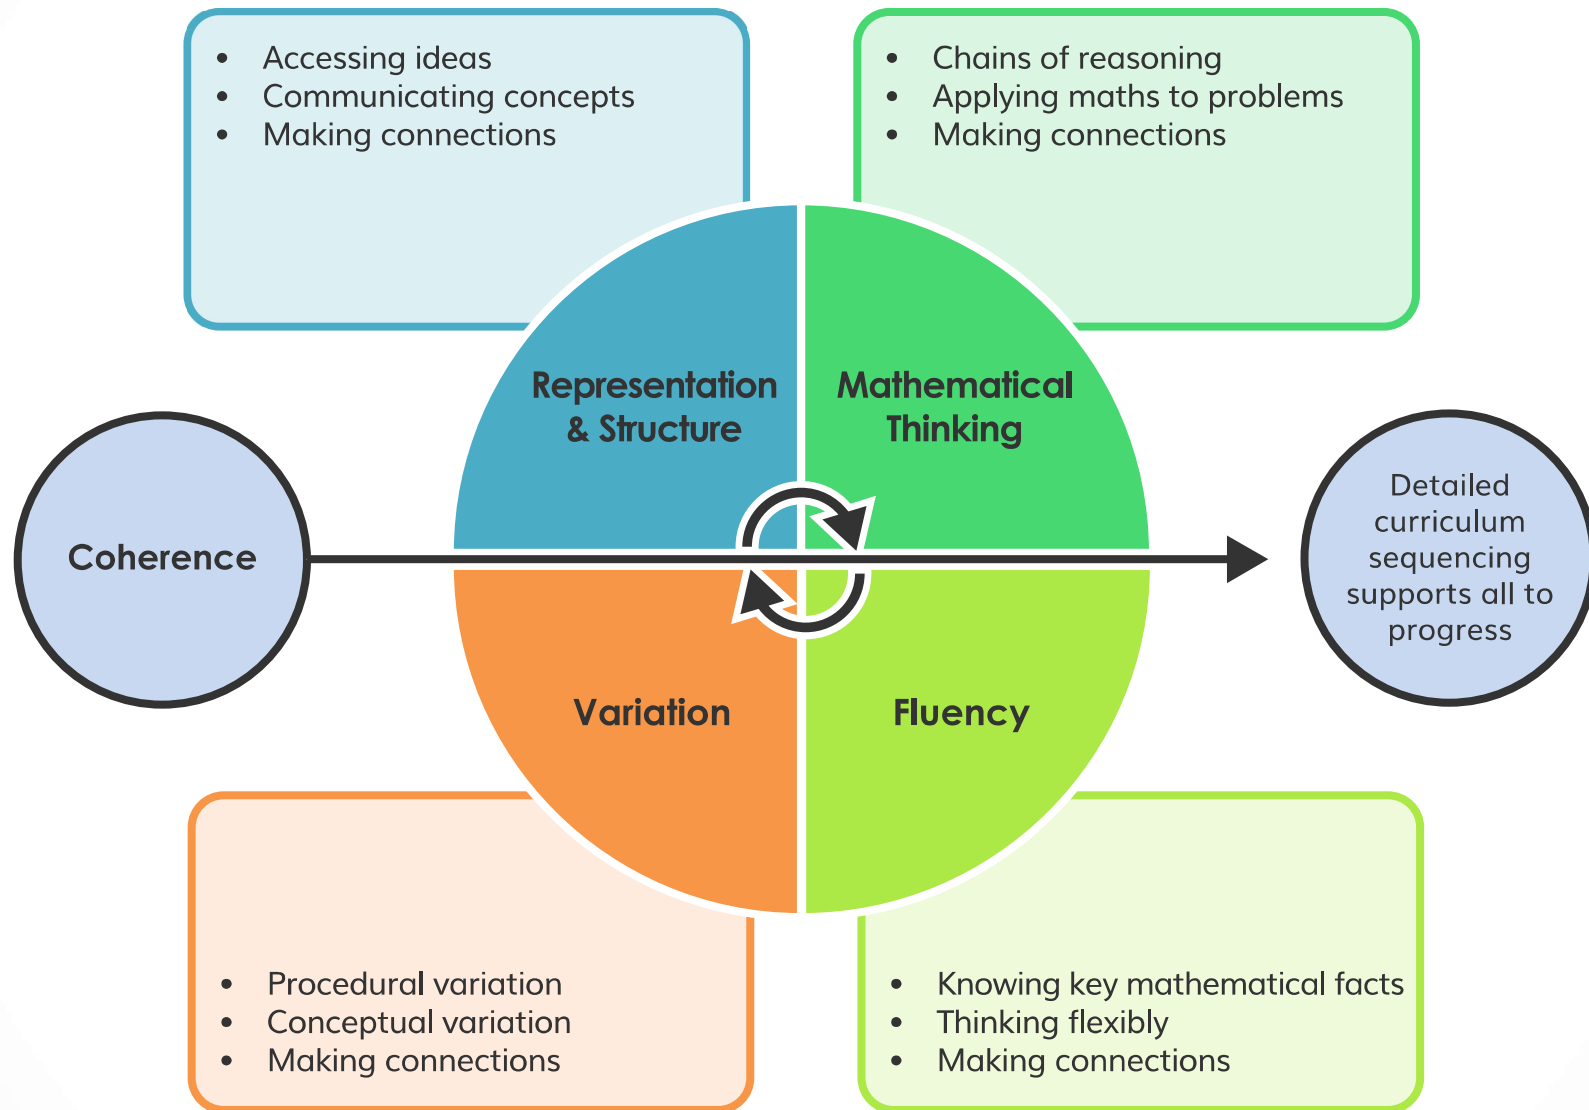 • Accessing ideas
• Communicating concepts
• Making connections
• Chains of reasoning
• Applying maths to problems
• Making connections
Representation
& Structure
Mathematical
Thinking
Coherence
Detailed
curriculum
sequencing
supports all to
progress
Variation
Fluency
• Procedural variation
• Conceptual variation
• Making connections
• Knowing key mathematical facts
• Thinking flexibly
• Making connections